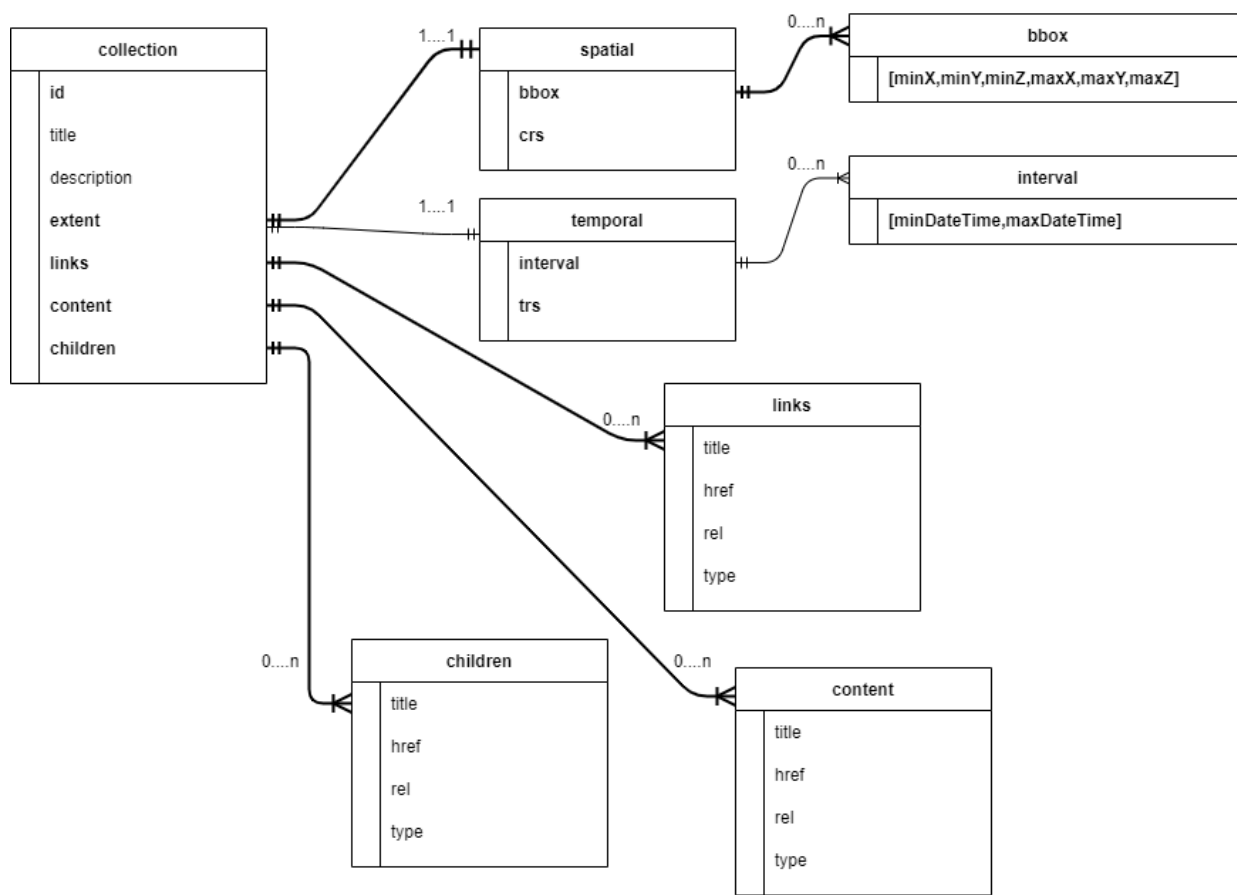 collection
id
title
description
extent
links
content
children
1....1
spatial
bbox
crs
0....n
bbox
[minX,minY,minZ,maxX,maxY,maxZ]
1....1
temporal
interval
trs
0....n
interval
[minDateTime,maxDateTime]
0....n
links
title
href
rel
type
0....n
children
title
href
rel
type
0....n
content
title
href
rel
type